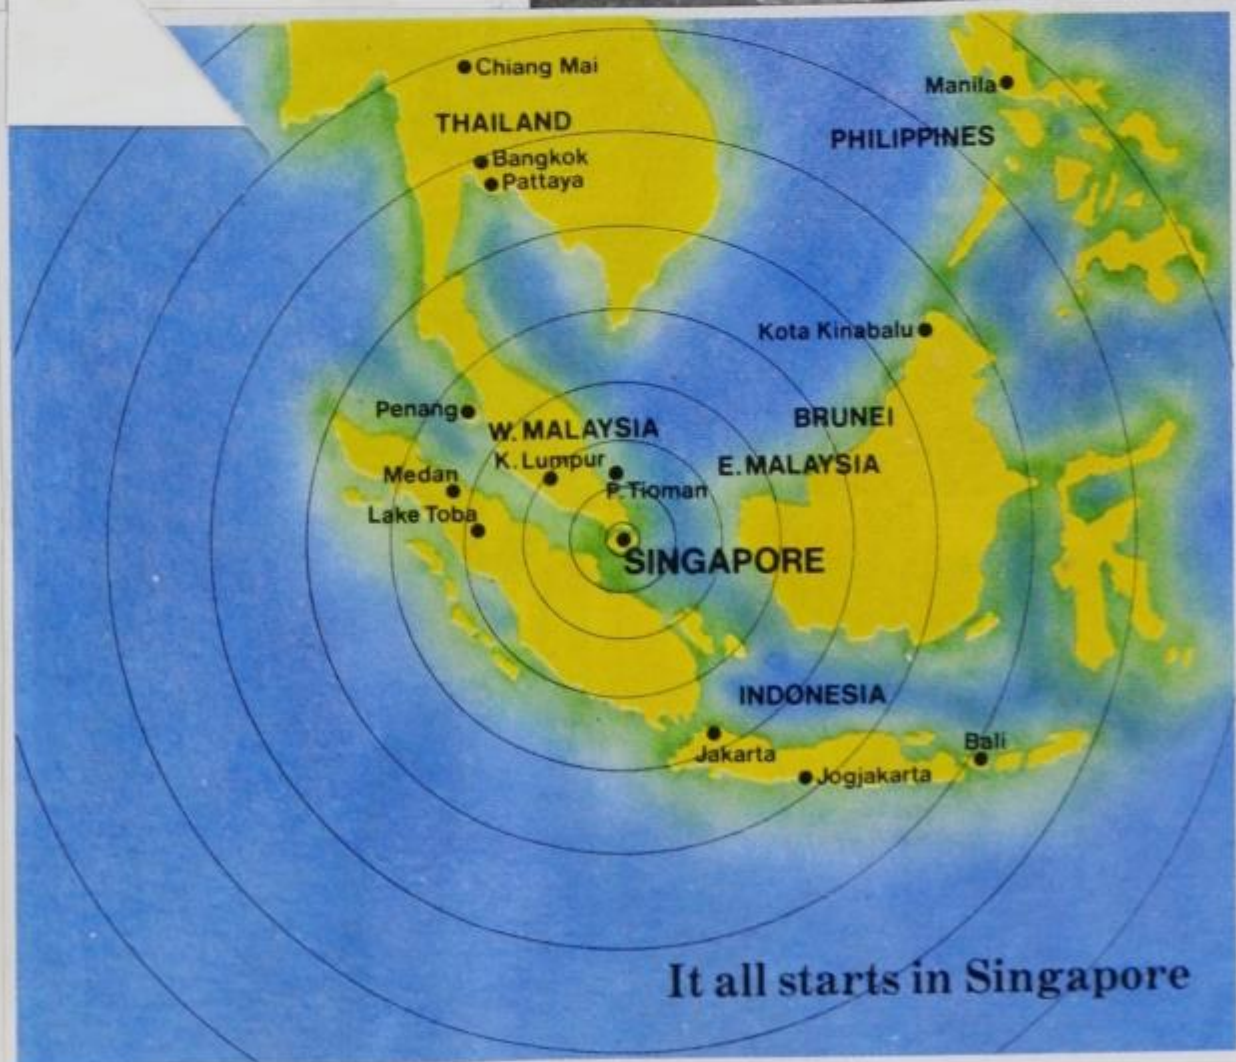 Chiang Mai
Manila
THAILAND
PHILIPPINES
Bangkok
Pattaya
Kota Kinabalu
Penang
BRUNEI
W. MALAYSIA
K. Lumpur
E. MALAYSIA
Medan
P. Tioman
Lake Toba
SINGAPORE
INDONESIA
Jakarta
Bali
Jogjakarta
It all starts in Singapore